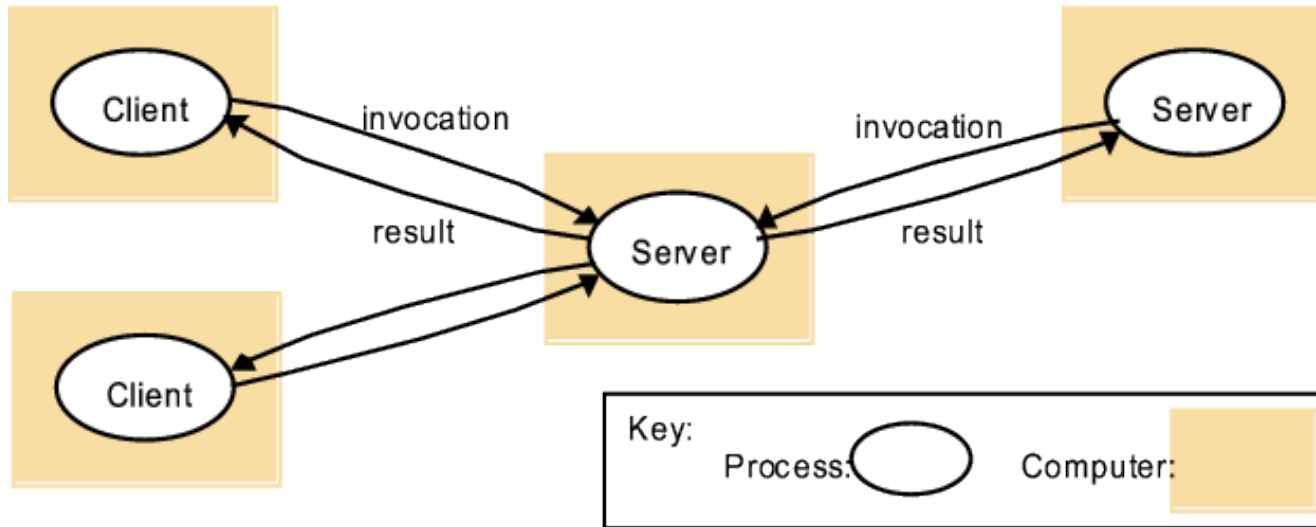 Client
invocation
result
Server
invocation
result
Server
Client
Key:
Process:
Computer: